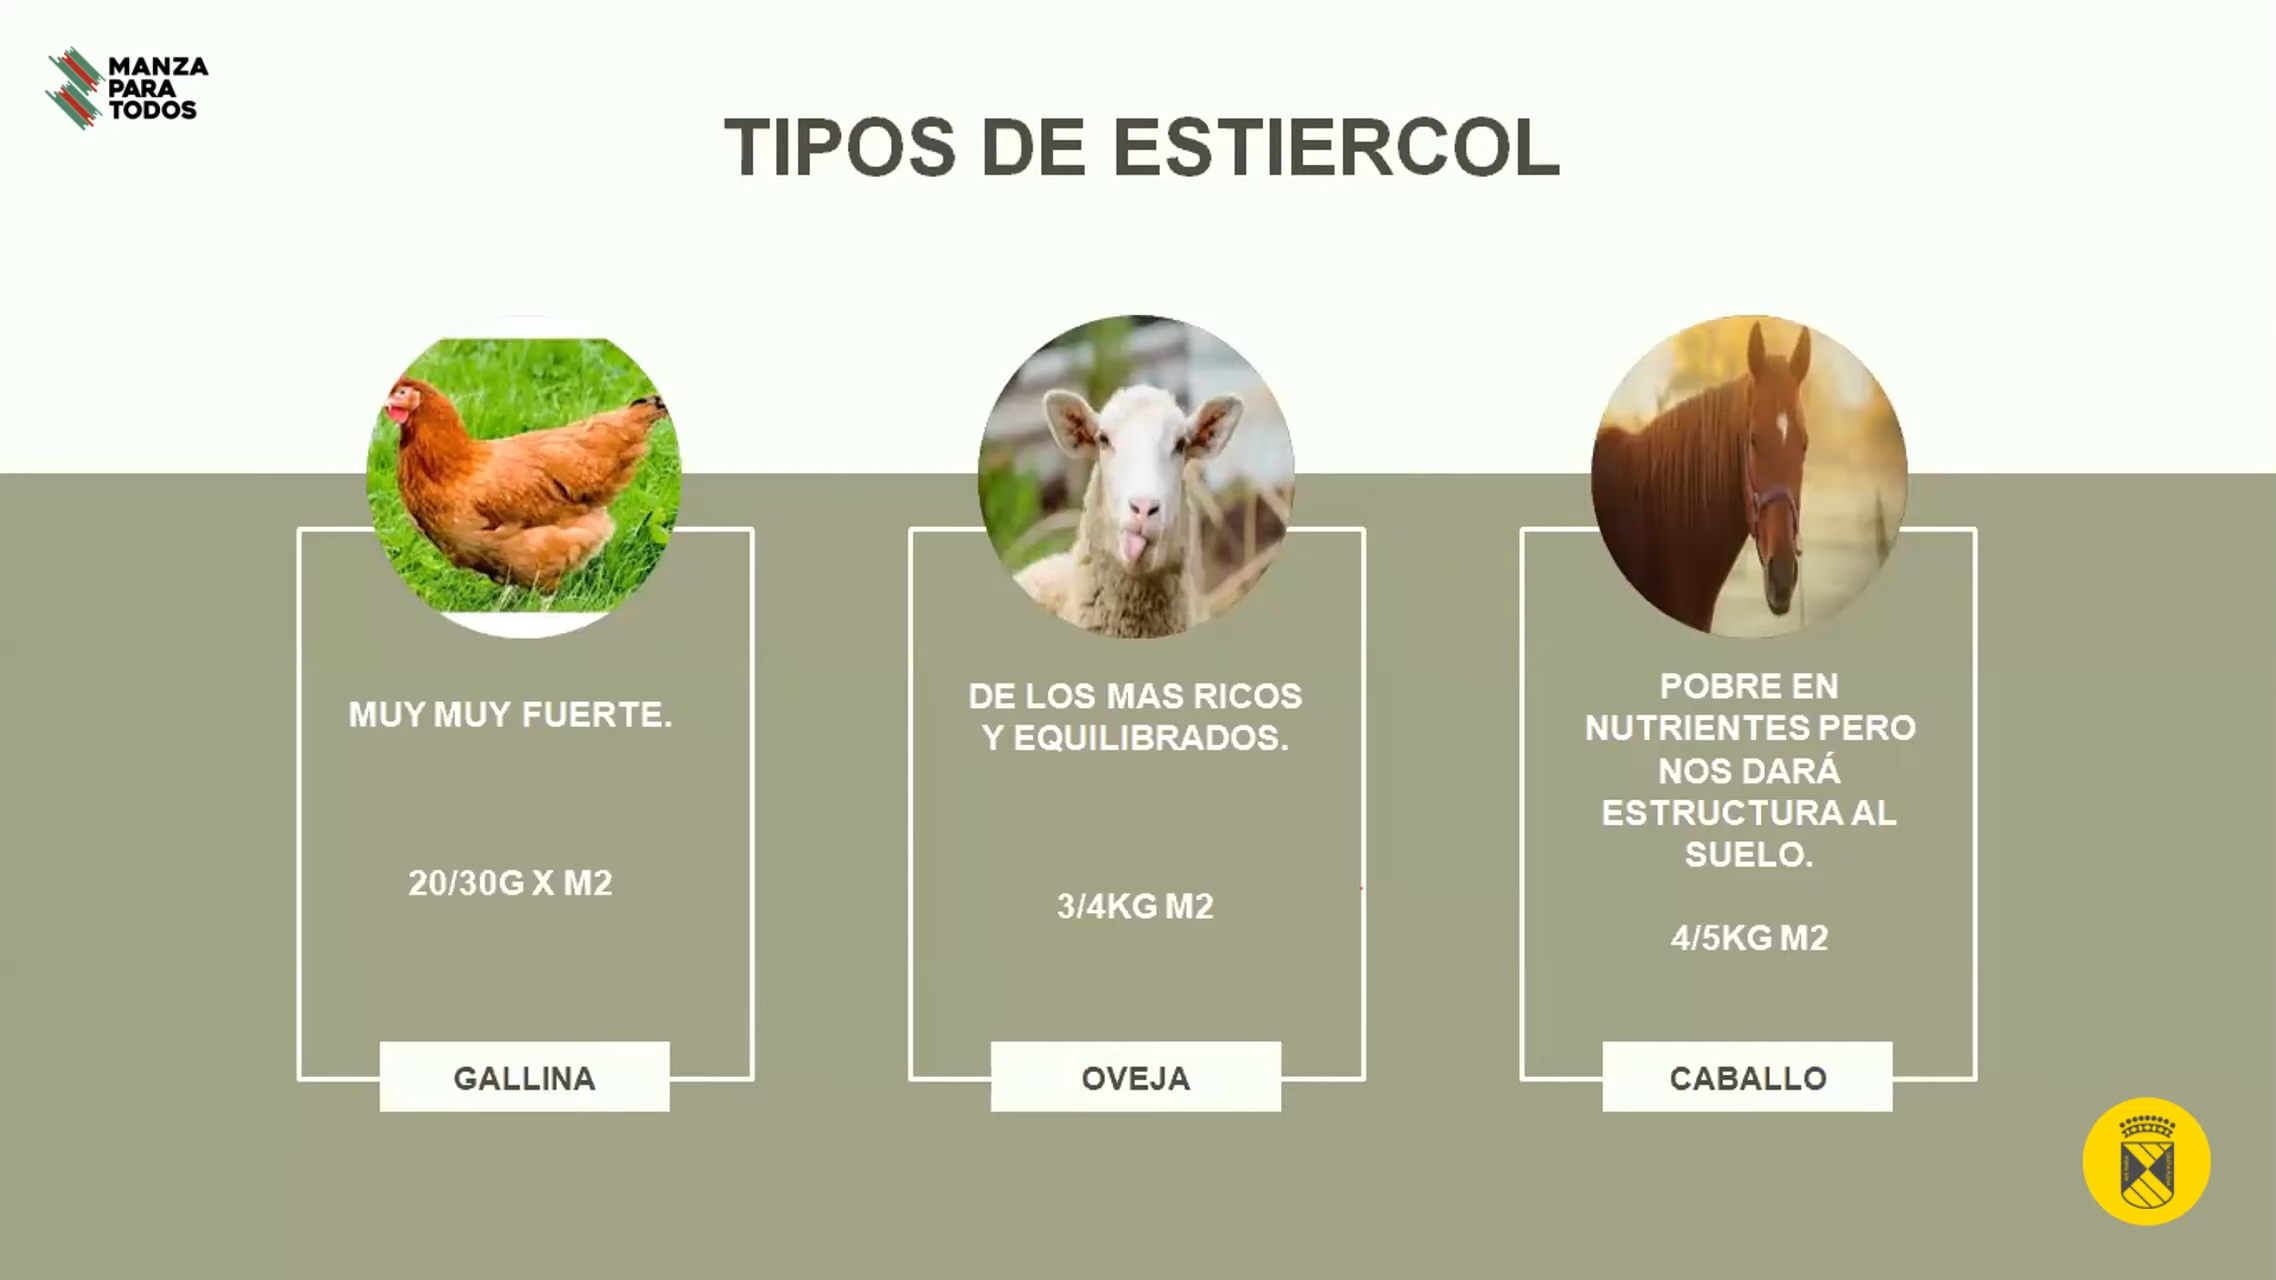 MANZA
PARA
TODOS
TIPOS DE ESTIERCOL
MUY MUY FUERTE.
20/30G X M2
GALLINA
DE LOS MAS RICOS
Y EQUILIBRADOS.
3/4KG M2
OVEJA
POBRE EN
NUTRIENTES PERO
NOS DARÁ
ESTRUCTURA AL
SUELO.
4/5KG M2
CABALLO